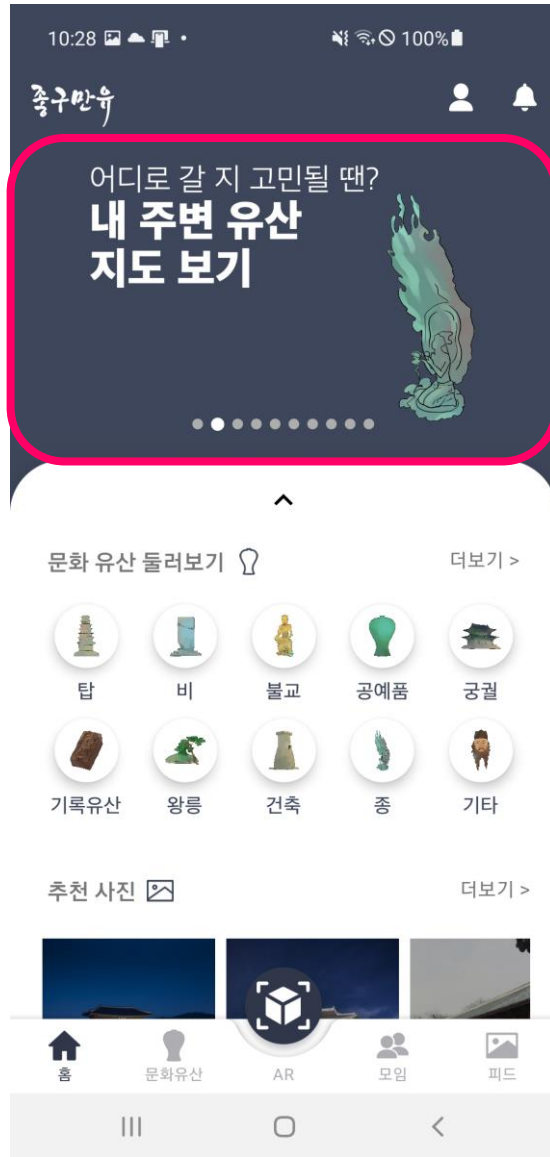 10:28
100%
종구만유
어디로 갈 지 고민될 땐?
내 주변 유산
지도 보기
문화 유산 둘러보기
더보기 >
탑
비
불교
공예품
궁궐
기록유산
왕릉
건축
종
기타
추천 사진
더보기 >
홈
문화유산
AR
모임
피드